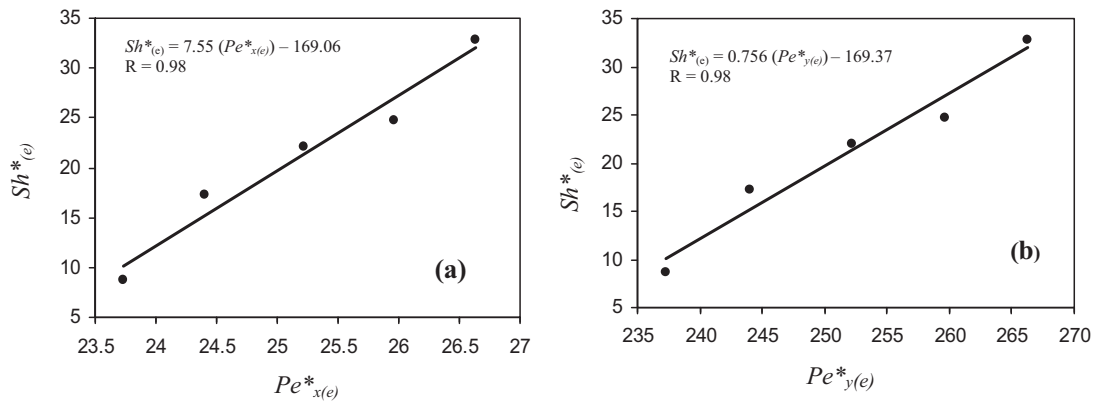 35
30
25
20
15
10
5
Sh*(e)
Sh*(e) = 7.55 (Pe*x(e)) – 169.06
R = 0.98
(a)
23.5 24 24.5 25 25.5 26 26.5 27
Pe*x(e)
35
30
25
20
15
10
5
Sh*(e)
Sh*(e) = 0.756 (Pe*y(e)) – 169.37
R = 0.98
(b)
235 240 245 250 255 260 265 270
Pe*y(e)